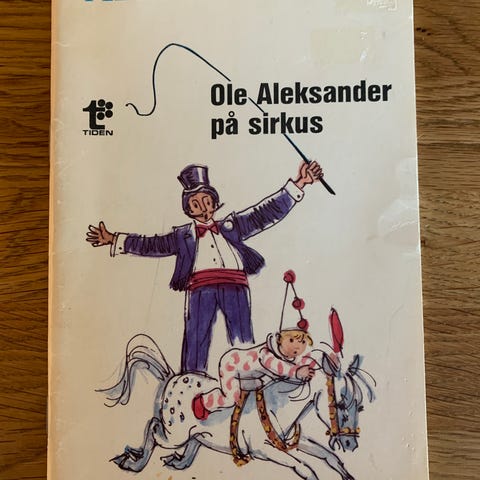 Ole Aleksander
på sirkus
TIDEN